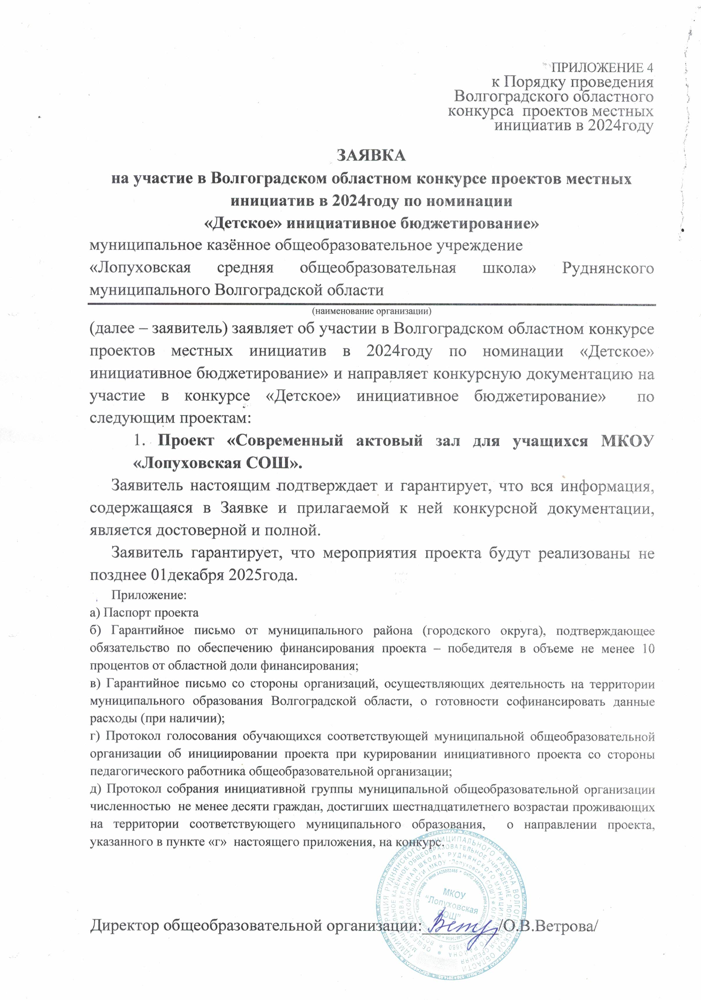 ПРИЛОЖЕНИЕ 4
к Порядку проведения
Волгоградского областного
конкурса  проектов местных
инициатив в 2024году
ЗАЯВКА
на участие в Волгоградском областном конкурсе проектов местных
инициатив в 2024году по номинации
«Детское» инициативное бюджетирование»
муниципальное казённое общеобразовательное учреждение
«Лопуховская средняя общеобразовательная школа» Руднянского
муниципального Волгоградской области
(наименование организации)
(далее – заявитель) заявляет об участии в Волгоградском областном конкурсе
проектов местных инициатив в 2024году по номинации «Детское»
инициативное бюджетирование» и направляет конкурсную документацию на
участие в конкурсе «Детское» инициативное бюджетирование» по
следующим проектам:
1. Проект «Современный актовый зал для учащихся МКОУ
«Лопуховская СОШ».
Заявитель настоящим подтверждает и гарантирует, что вся информация,
содержащаяся в Заявке и прилагаемой к ней конкурсной документации,
является достоверной и полной.
Заявитель гарантирует, что мероприятия проекта будут реализованы не
позднее 01декабря 2025года.
Приложение:
а) Паспорт проекта
б) Гарантийное письмо от муниципального района (городского округа), подтверждающее
обязательство по обеспечению финансирования проекта – победителя в объеме не менее 10
процентов от областной доли финансирования;
в) Гарантийное письмо со стороны организаций, осуществляющих деятельность на территории
муниципального образования Волгоградской области, о готовности софинансировать данные
расходы (при наличии);
г) Протокол голосования обучающихся соответствующей муниципальной общеобразовательной
организации об инициировании проекта при курировании инициативного проекта со стороны
педагогического работника общеобразовательной организации;
д) Протокол собрания инициативной группы муниципальной общеобразовательной организации
численностью  не менее десяти граждан, достигших шестнадцатилетнего возрастаи проживающих
на территории соответствующего муниципального образования,  о направлении проекта,
указанного в пункте «г»  настоящего приложения, на конкурс.
МКОУ
"Лопуховская
СОШ"
Директор общеобразовательной организации: /О.В.Ветрова/